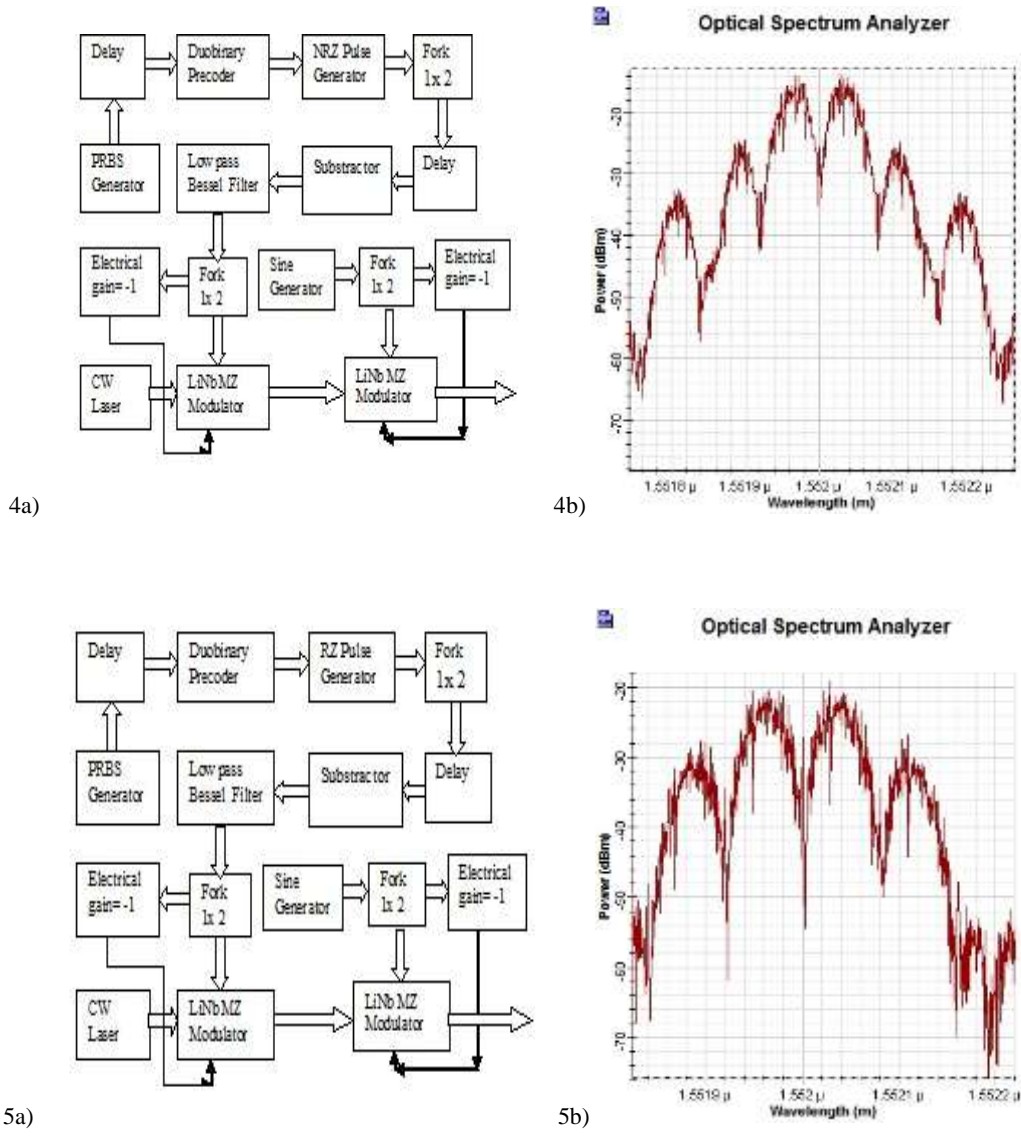 Delay
Duobinary
Precoder
NRZ Pulse
Generator
Fork
1x 2
PRBS
Generator
Low pass
Bessel Filter
Substractor
Delay
Electrical
gain= -1
Fork
1x 2
Sine
Generator
Fork
1x 2
Electrical
gain= -1
CW
Laser
LiNb MZ
Modulator
LiNb MZ
Modulator
4a)
Optical Spectrum Analyzer
Power (dBm)
-20
-30
-40
-50
-60
-70
1.5518 µ
1.5519 µ
1.552 µ
1.5521 µ
1.5522 µ
Wavelength (m)
4b)
Delay
Duobinary
Precoder
RZ Pulse
Generator
Fork
1x 2
PRBS
Generator
Low pass
Bessel Filter
Substractor
Delay
Electrical
gain= -1
Fork
1x 2
Sine
Generator
Fork
1x 2
Electrical
gain= -1
CW
Laser
LiNb MZ
Modulator
LiNb MZ
Modulator
5a)
Optical Spectrum Analyzer
Power (dBm)
-20
-30
-40
-50
-60
-70
1.5519 µ
1.552 µ
1.5521 µ
1.5522 µ
Wavelength (m)
5b)